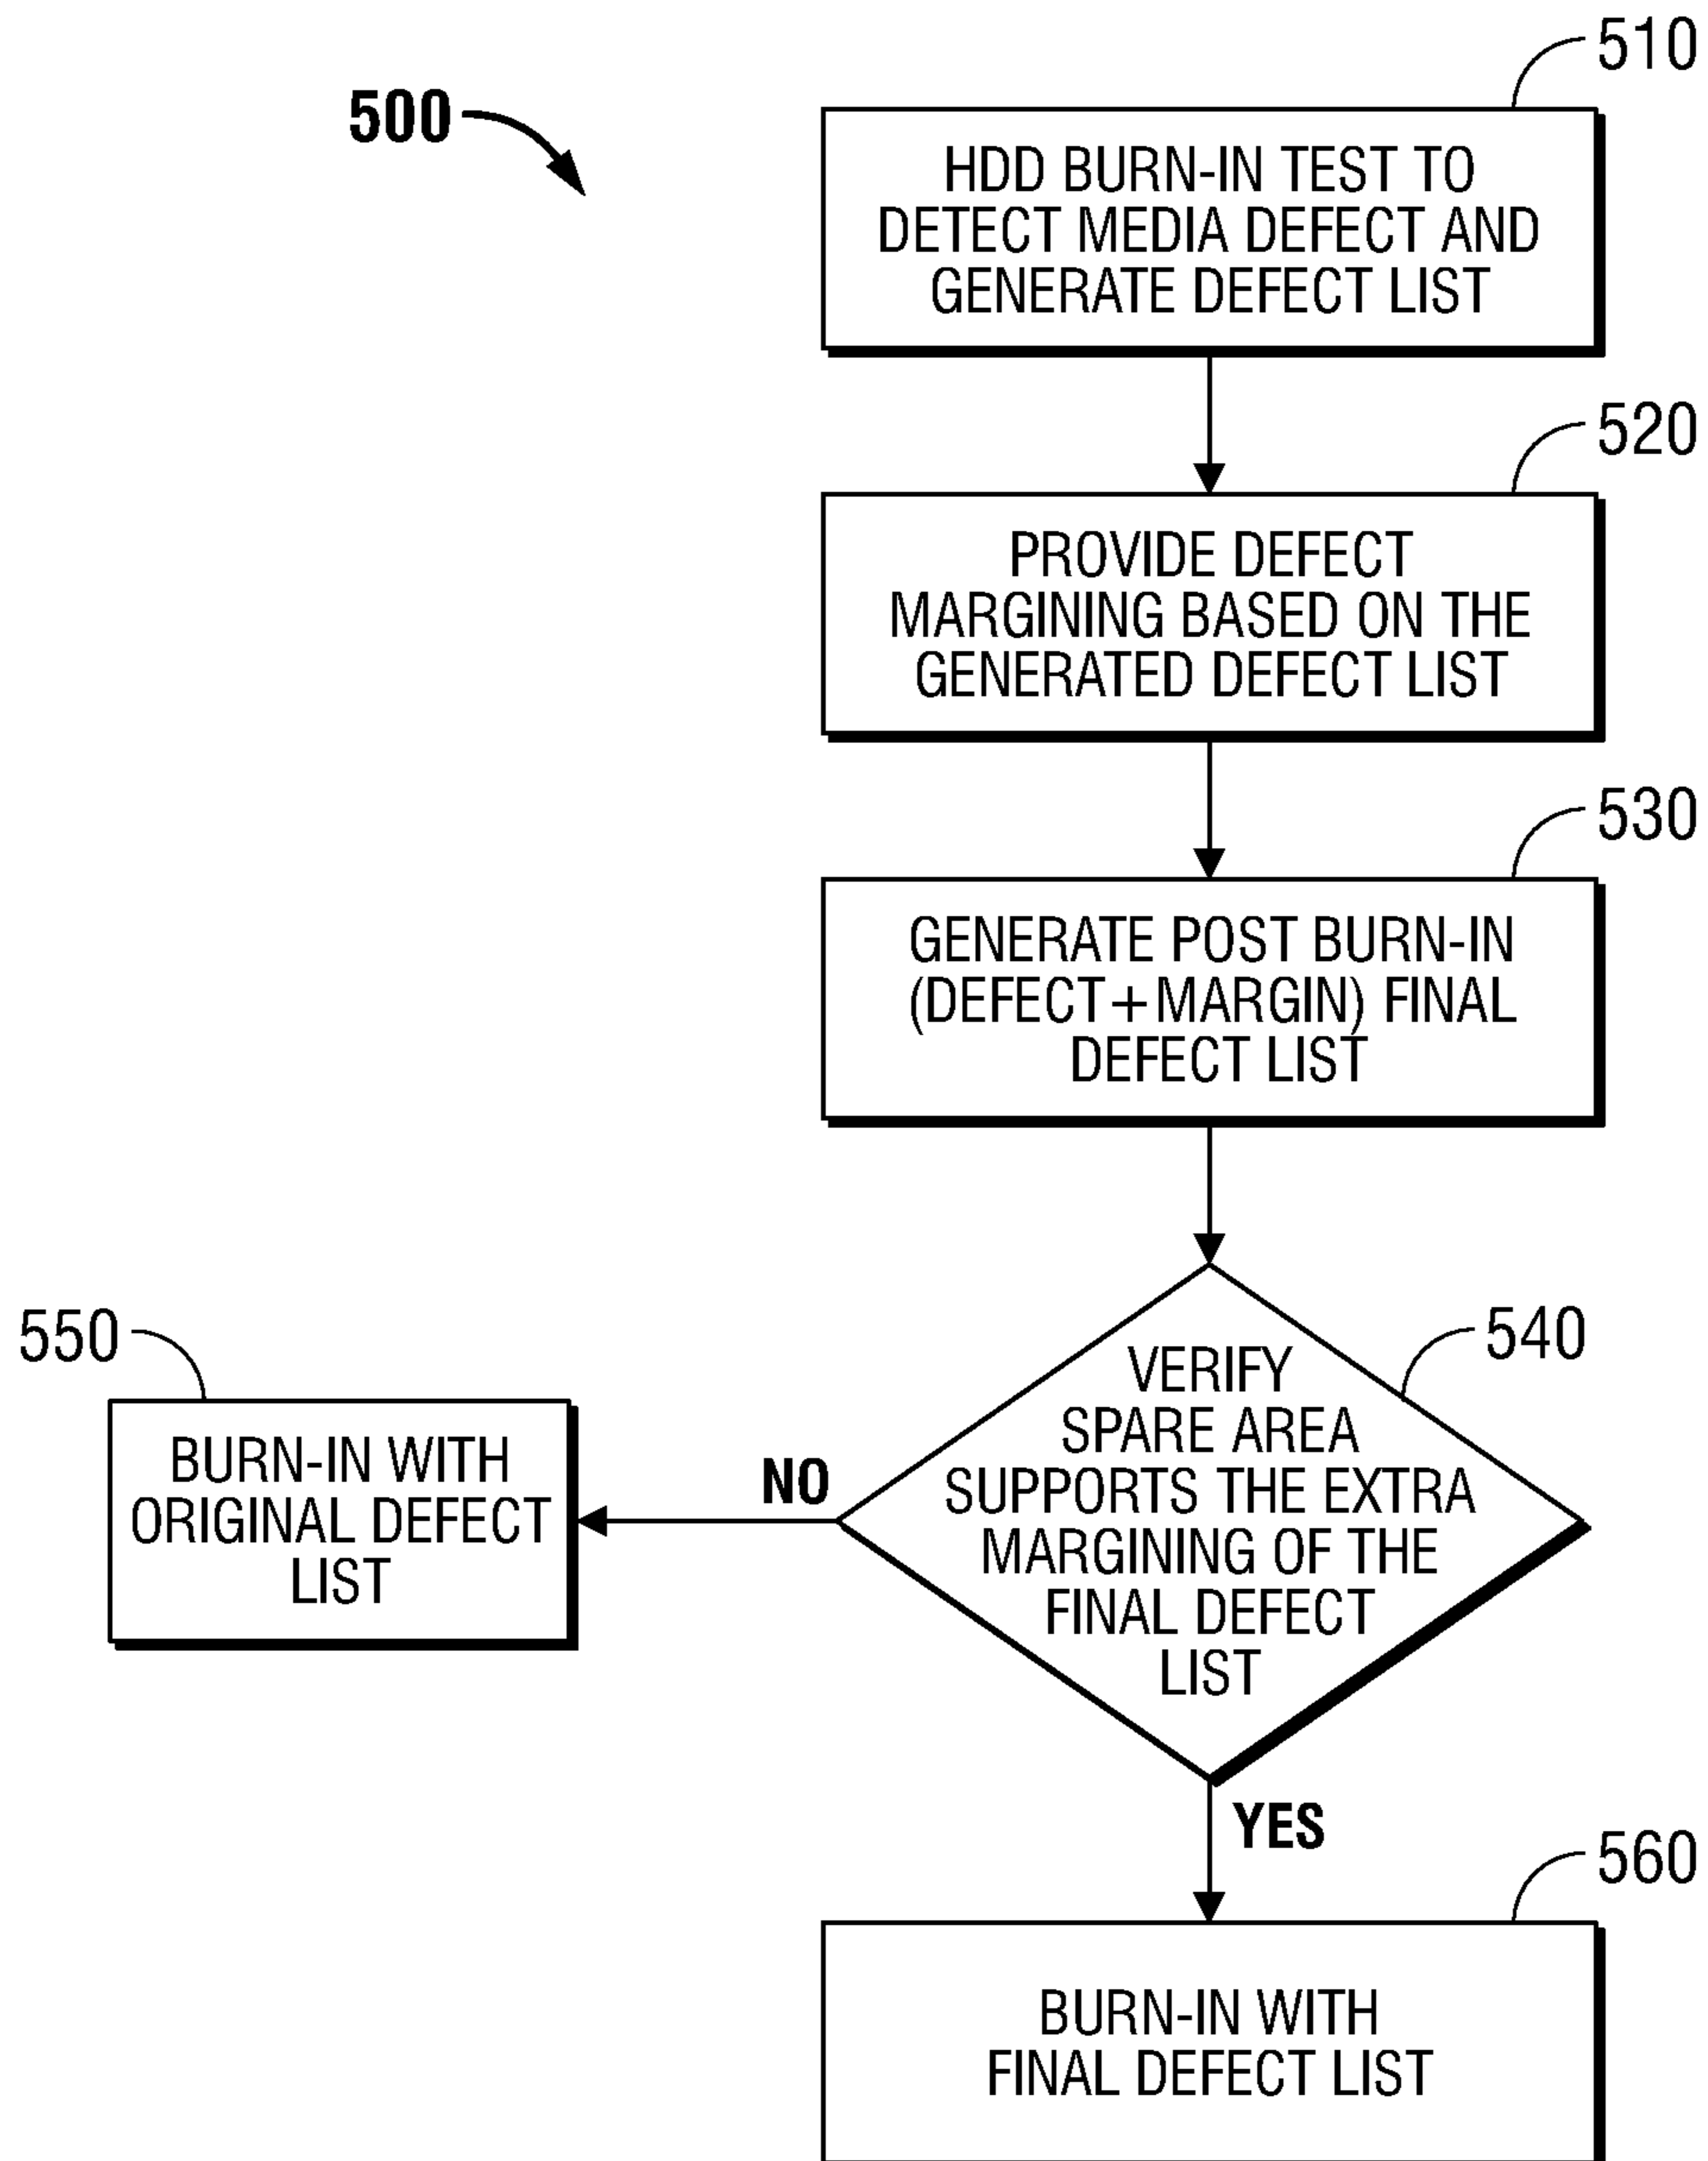 510
500
HDD BURN-IN TEST TO
DETECT MEDIA DEFECT AND
GENERATE DEFECT LIST
520
PROVIDE DEFECT
MARGINING BASED ON THE
GENERATED DEFECT LIST
530
GENERATE POST BURN-IN
(DEFECT+MARGIN) FINAL
DEFECT LIST
540
VERIFY
SPARE AREA
SUPPORTS THE EXTRA
MARGINING OF THE
FINAL DEFECT
LIST
NO
550
BURN-IN WITH
ORIGINAL DEFECT
LIST
YES
560
BURN-IN WITH
FINAL DEFECT LIST